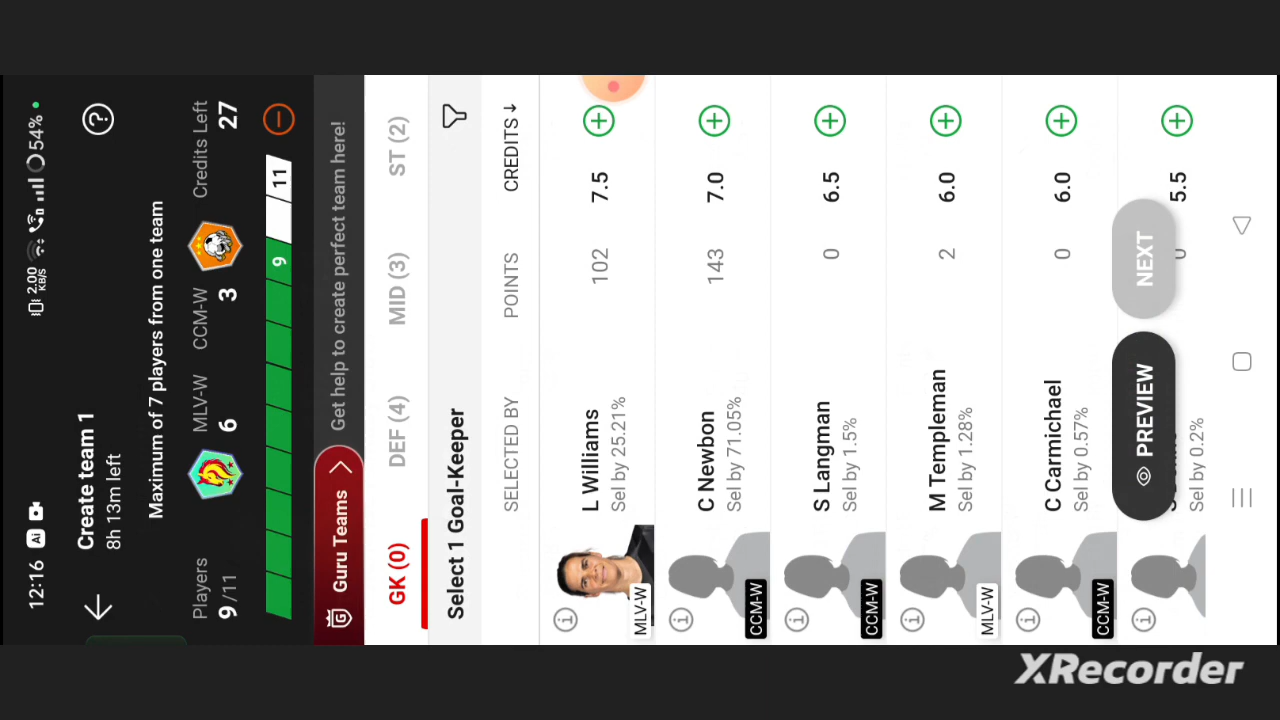 12:16 Ai 2.00 KB/S 54%
Create team 1
8h 13m left
Maximum of 7 players from one team
Players MLV-W CCM-W Credits Left
9/11 6 3 27
9 11
Guru Teams Get help to create perfect team here!
GK (0) DEF (4) MID (3) ST (2)
Select 1 Goal-Keeper
SELECTED BY POINTS CREDITS ↓
L Williams
Sel by 25.21% 102 7.5
MLV-W
C Newbon
Sel by 71.05% 143 7.0
CCM-W
S Langman
Sel by 1.5% 0 6.5
CCM-W
M Templeman
Sel by 1.28% 2 6.0
MLV-W
C Carmichael
Sel by 0.57% 0 6.0
CCM-W
PREVIEW NEXT
Sel by 0.2% 0 5.5
XRecorder